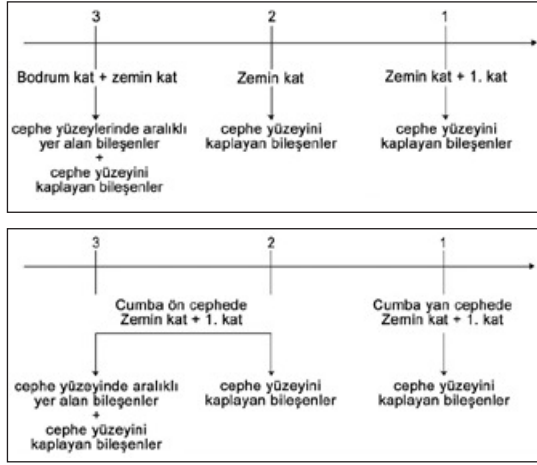 3 2 1
Bodrum kat + zemin kat Zemin kat Zemin kat + 1. kat
cephe yüzeylerinde aralıklı cephe yüzeyini cephe yüzeyini
yer alan bileşenler kaplayan bileşenler kaplayan bileşenler
+
cephe yüzeyini
kaplayan bileşenler
3 2 1
Cumba ön cephede Cumba yan cephede
Zemin kat + 1. kat Zemin kat + 1. kat
cephe yüzeyinde aralıklı cephe yüzeyini cephe yüzeyini
yer alan bileşenler kaplayan bileşenler kaplayan bileşenler
+
cephe yüzeyini
kaplayan bileşenler